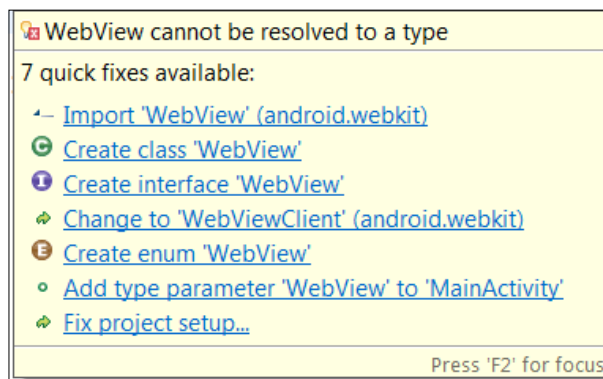 WebView cannot be resolved to a type
7 quick fixes available:
Import 'WebView' (android.webkit)
C Create class 'WebView'
I Create interface 'WebView'
Change to 'WebViewClient' (android.webkit)
E Create enum 'WebView'
Add type parameter 'WebView' to 'MainActivity'
Fix project setup...
Press 'F2' for focus